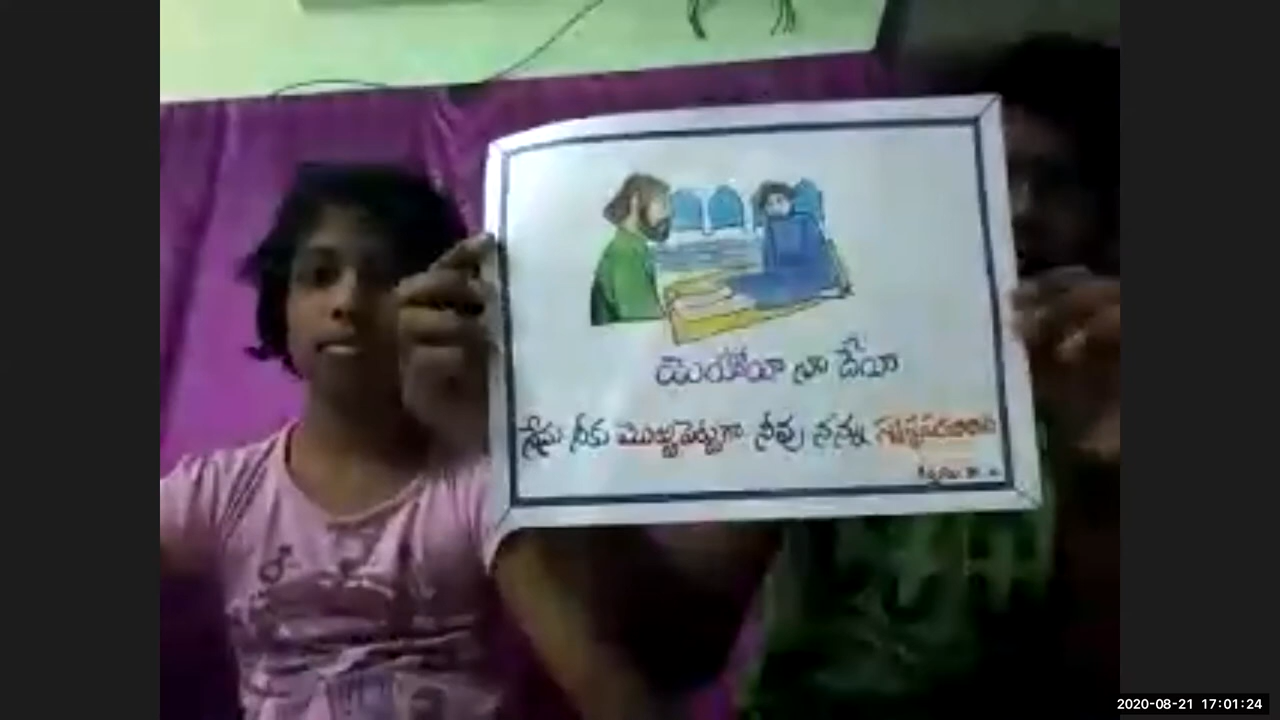 యెహోవా నా దేవా
నేను నీకు మొఱ్ఱపెట్టగా నీవు నన్ను స్వస్థపరచితివి
2020-08-21 17:01:24